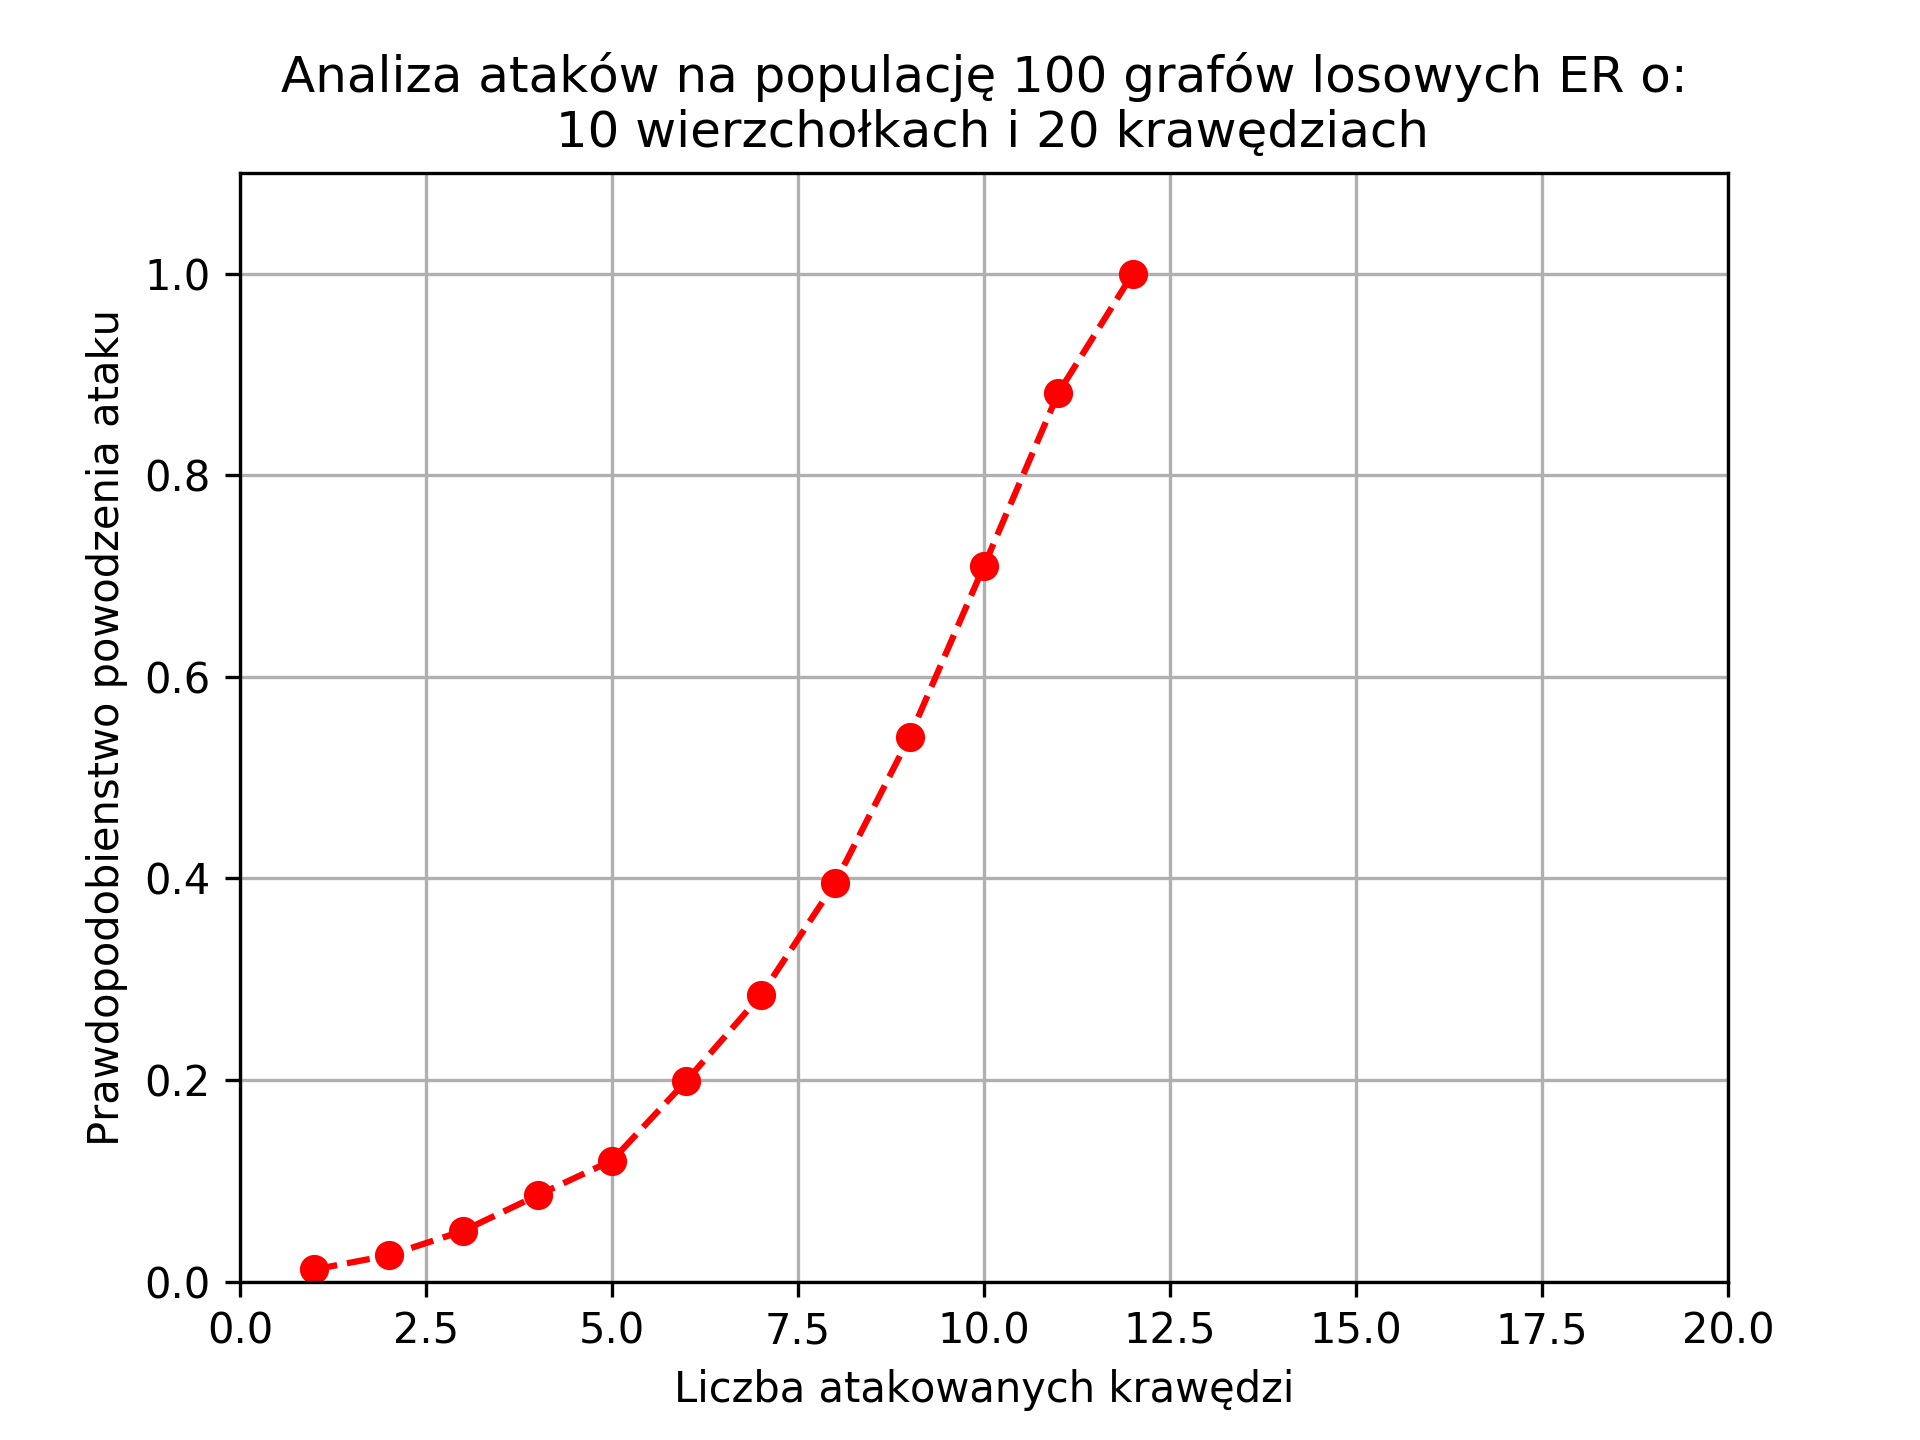 Analiza ataków na populację 100 grafów losowych ER o:
10 wierzchołkach i 20 krawędziach
Prawdopodobienstwo powodzenia ataku
1.0
0.8
0.6
0.4
0.2
0.0
0.0 2.5 5.0 7.5 10.0 12.5 15.0 17.5 20.0
Liczba atakowanych krawędzi